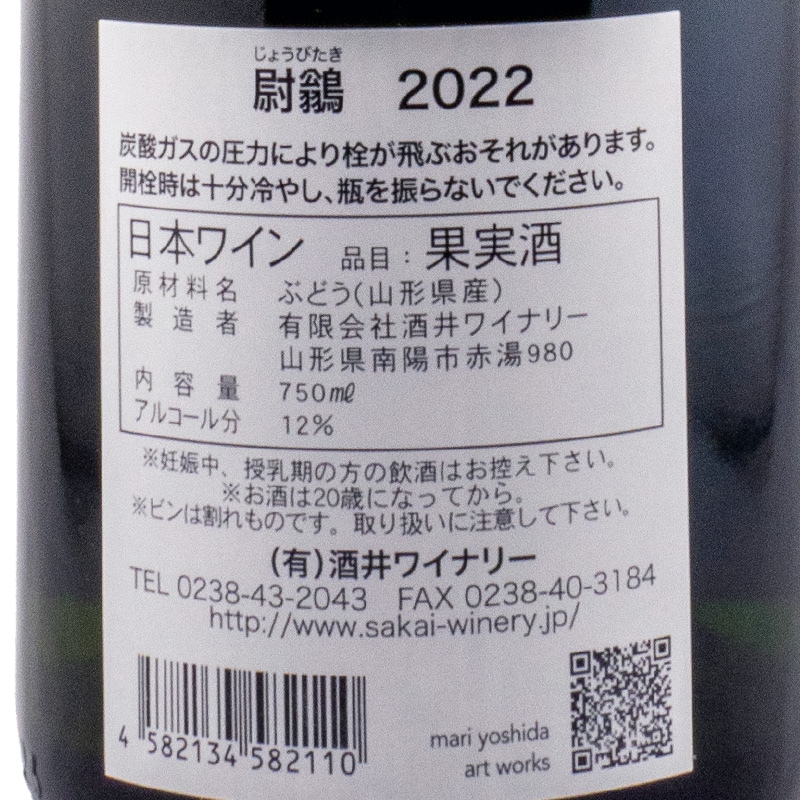 じょうびたき
尉鶲 2022
炭酸ガスの圧力により栓が飛ぶおそれがあります。
開栓時は十分冷やし、瓶を振らないでください。
日本ワイン 品目：果実酒
原材料名 ぶどう(山形県産)
製造者 有限会社酒井ワイナリー
山形県南陽市赤湯980
内容量 750㎖
アルコール分 12%
※妊娠中、授乳期の方の飲酒はお控え下さい。
※お酒は20歳になってから。
※ビンは割れものです。取り扱いに注意して下さい。
(有)酒井ワイナリー
TEL 0238-43-2043 FAX 0238-40-3184
http://www.sakai-winery.jp/
4 582134 582110
mari yoshida
art works